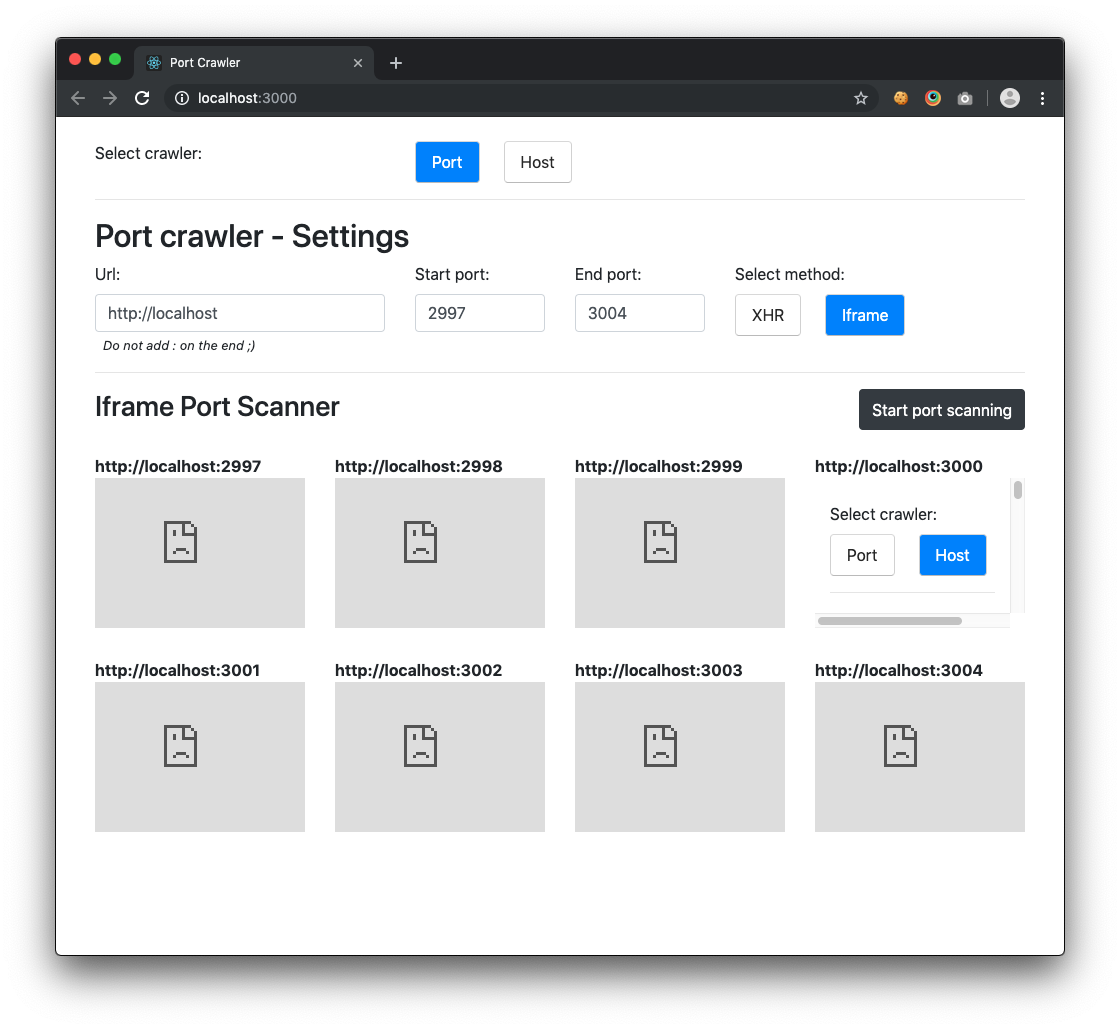 Port Crawler
localhost:3000
Select crawler:
Port
Host
Port crawler - Settings
Url:
Start port:
End port:
Select method:
http://localhost
2997
3004
XHR
Iframe
Do not add : on the end ;)
Iframe Port Scanner
Start port scanning
http://localhost:2997
http://localhost:2998
http://localhost:2999
http://localhost:3000
Select crawler:
Port
Host
http://localhost:3001
http://localhost:3002
http://localhost:3003
http://localhost:3004